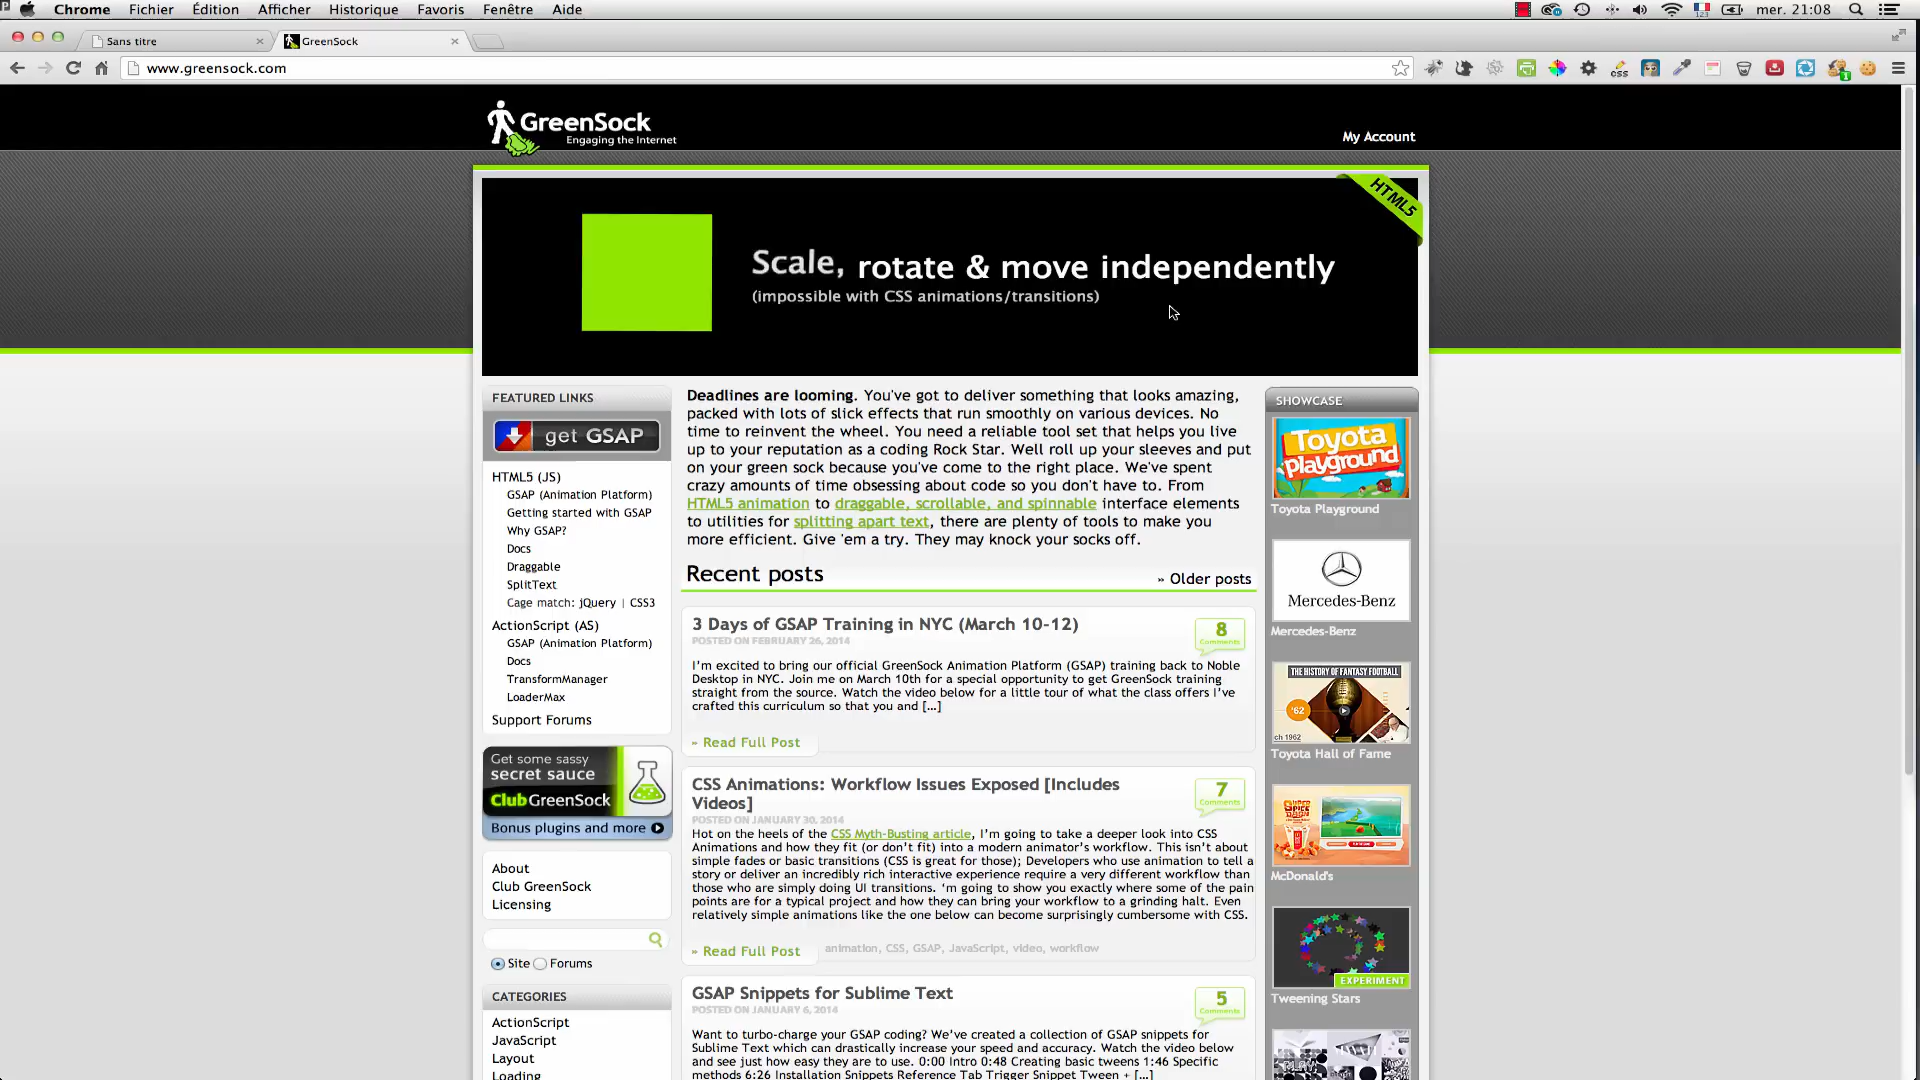 Chrome Fichier Édition Afficher Historique Favoris Fenêtre Aide
mer. 21:08
Sans titre
GreenSock
www.greensock.com
GreenSock
Engaging the Internet
My Account
HTML5
Scale, rotate & move independently
(impossible with CSS animations/transitions)
FEATURED LINKS
get GSAP
HTML5 (JS)
GSAP (Animation Platform)
Getting started with GSAP
Why GSAP?
Docs
Draggable
SplitText
Cage match: jQuery | CSS3
ActionScript (AS)
GSAP (Animation Platform)
Docs
TransformManager
LoaderMax
Support Forums
Get some sassy
secret sauce
Club GreenSock
Bonus plugins and more
About
Club GreenSock
Licensing
Site Forums
CATEGORIES
ActionScript
JavaScript
Layout
Loading
Deadlines are looming. You've got to deliver something that looks amazing,
packed with lots of slick effects that run smoothly on various devices. No
time to reinvent the wheel. You need a reliable tool set that helps you live
up to your reputation as a coding Rock Star. Well roll up your sleeves and put
on your green sock because you've come to the right place. We've spent
crazy amounts of time obsessing about code so you don't have to. From
HTML5 animation to draggable, scrollable, and spinnable interface elements
to utilities for splitting apart text, there are plenty of tools to make you
more efficient. Give 'em a try. They may knock your socks off.
Recent posts
» Older posts
3 Days of GSAP Training in NYC (March 10-12)
POSTED ON FEBRUARY 26, 2014
8
Comments
I'm excited to bring our official GreenSock Animation Platform (GSAP) training back to Noble
Desktop in NYC. Join me on March 10th for a special opportunity to get GreenSock training
straight from the source. Watch the video below for a little tour of what the class offers I've
crafted this curriculum so that you and [...]
» Read Full Post
CSS Animations: Workflow Issues Exposed [Includes
Videos]
POSTED ON JANUARY 30, 2014
7
Comments
Hot on the heels of the CSS Myth-Busting article, I'm going to take a deeper look into CSS
Animations and how they fit (or don't fit) into a modern animator's workflow. This isn't about
simple fades or basic transitions (CSS is great for those); Developers who use animation to tell a
story or deliver an incredibly rich interactive experience require a very different workflow than
those who are simply doing UI transitions. 'm going to show you exactly where some of the pain
points are for a typical project and how they can bring your workflow to a grinding halt. Even
relatively simple animations like the one below can become surprisingly cumbersome with CSS.
» Read Full Post
animation, CSS, GSAP, JavaScript, video, workflow
GSAP Snippets for Sublime Text
POSTED ON JANUARY 6, 2014
5
Comments
Want to turbo-charge your GSAP coding? We've created a collection of GSAP snippets for
Sublime Text which can drastically increase your speed and accuracy. Watch the video below
and see just how easy they are to use. 0:00 Intro 0:48 Creating basic tweens 1:46 Specific
methods 6:26 Installation Snippets Reference Tab Trigger Snippet Tween + [...]
SHOWCASE
Toyota
playground
Toyota Playground
Mercedes-Benz
Mercedes-Benz
THE HISTORY OF FANTASY FOOTBALL
'62
ch 1962
Toyota Hall of Fame
McDonald's
EXPERIMENT
Tweening Stars